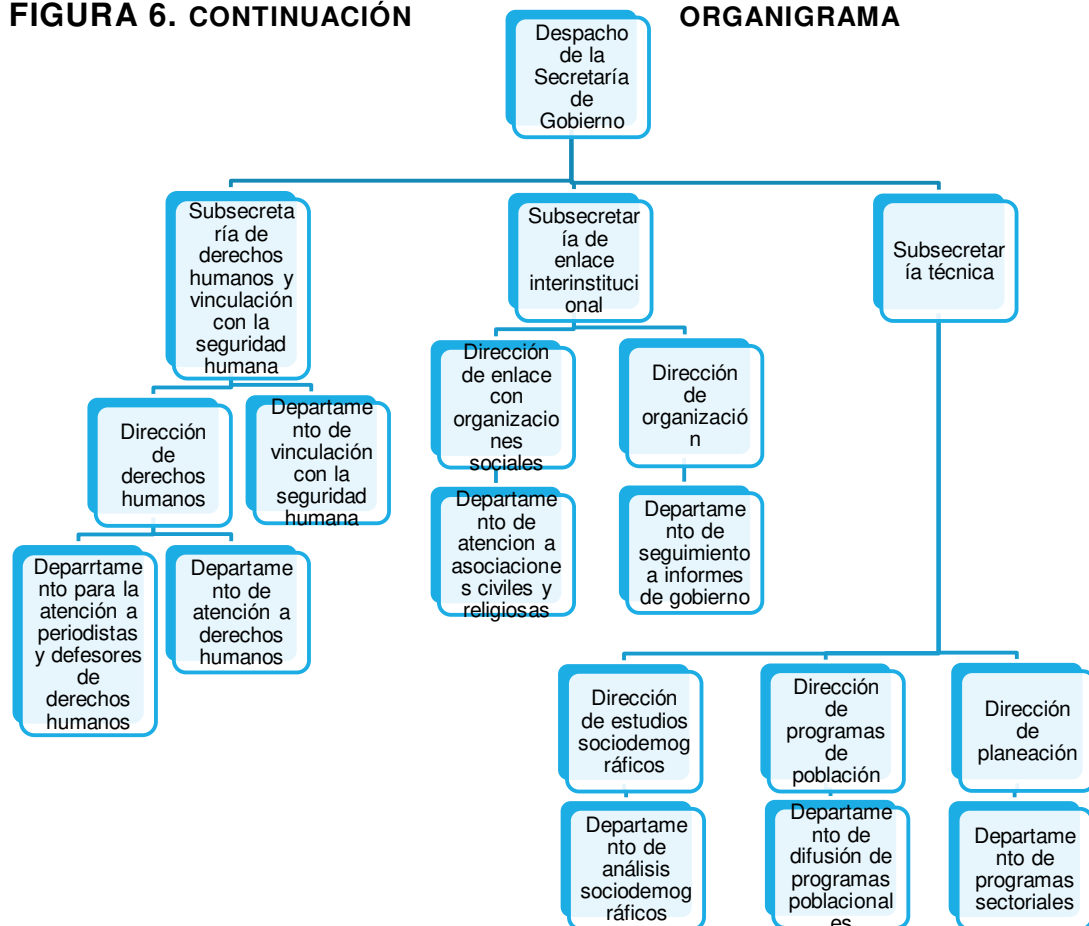 FIGURA 6. CONTINUACIÓN ORGANIGRAMA
Despacho
de la
Secretaría
de
Gobierno
Subsecreta
ría de
derechos
humanos y
vinculación
con la
seguridad
humana
Subsecretar
ía de
enlace
interinstituci
onal
Subsecretar
ía técnica
Dirección
de
derechos
humanos
Departame
nto de
vinculación
con la
seguridad
humana
Dirección
de enlace
con
organizacio
nes
sociales
Dirección
de
organizació
n
Deparrtame
nto para la
atención a
periodistas
y defesores
de
derechos
humanos
Departame
nto de
atención a
derechos
humanos
Departame
nto de
atencion a
asociacione
s civiles y
religiosas
Departame
nto de
seguimiento
a informes
de gobierno
Dirección
de estudios
sociodemog
ráficos
Dirección
de
programas
de
población
Dirección
de
planeación
Departame
nto de
análisis
sociodemog
ráficos
Departame
nto de
difusión de
programas
poblacional
es
Departame
nto de
programas
sectoriales